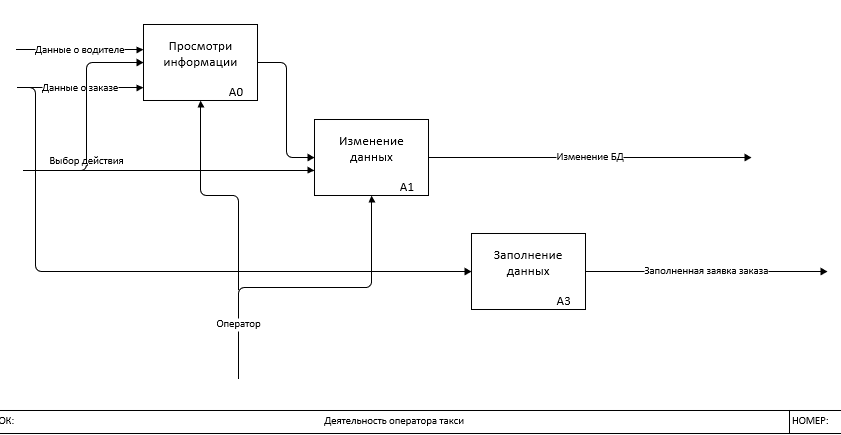 Данные о водителе
Просмотри
информации
A0
Данные о заказе
Выбор действия
Изменение
данных
A1
Изменение БД
Заполнение
данных
A3
Заполненная заявка заказа
Оператор
ОК:
Деятельность оператора такси
НОМЕР: